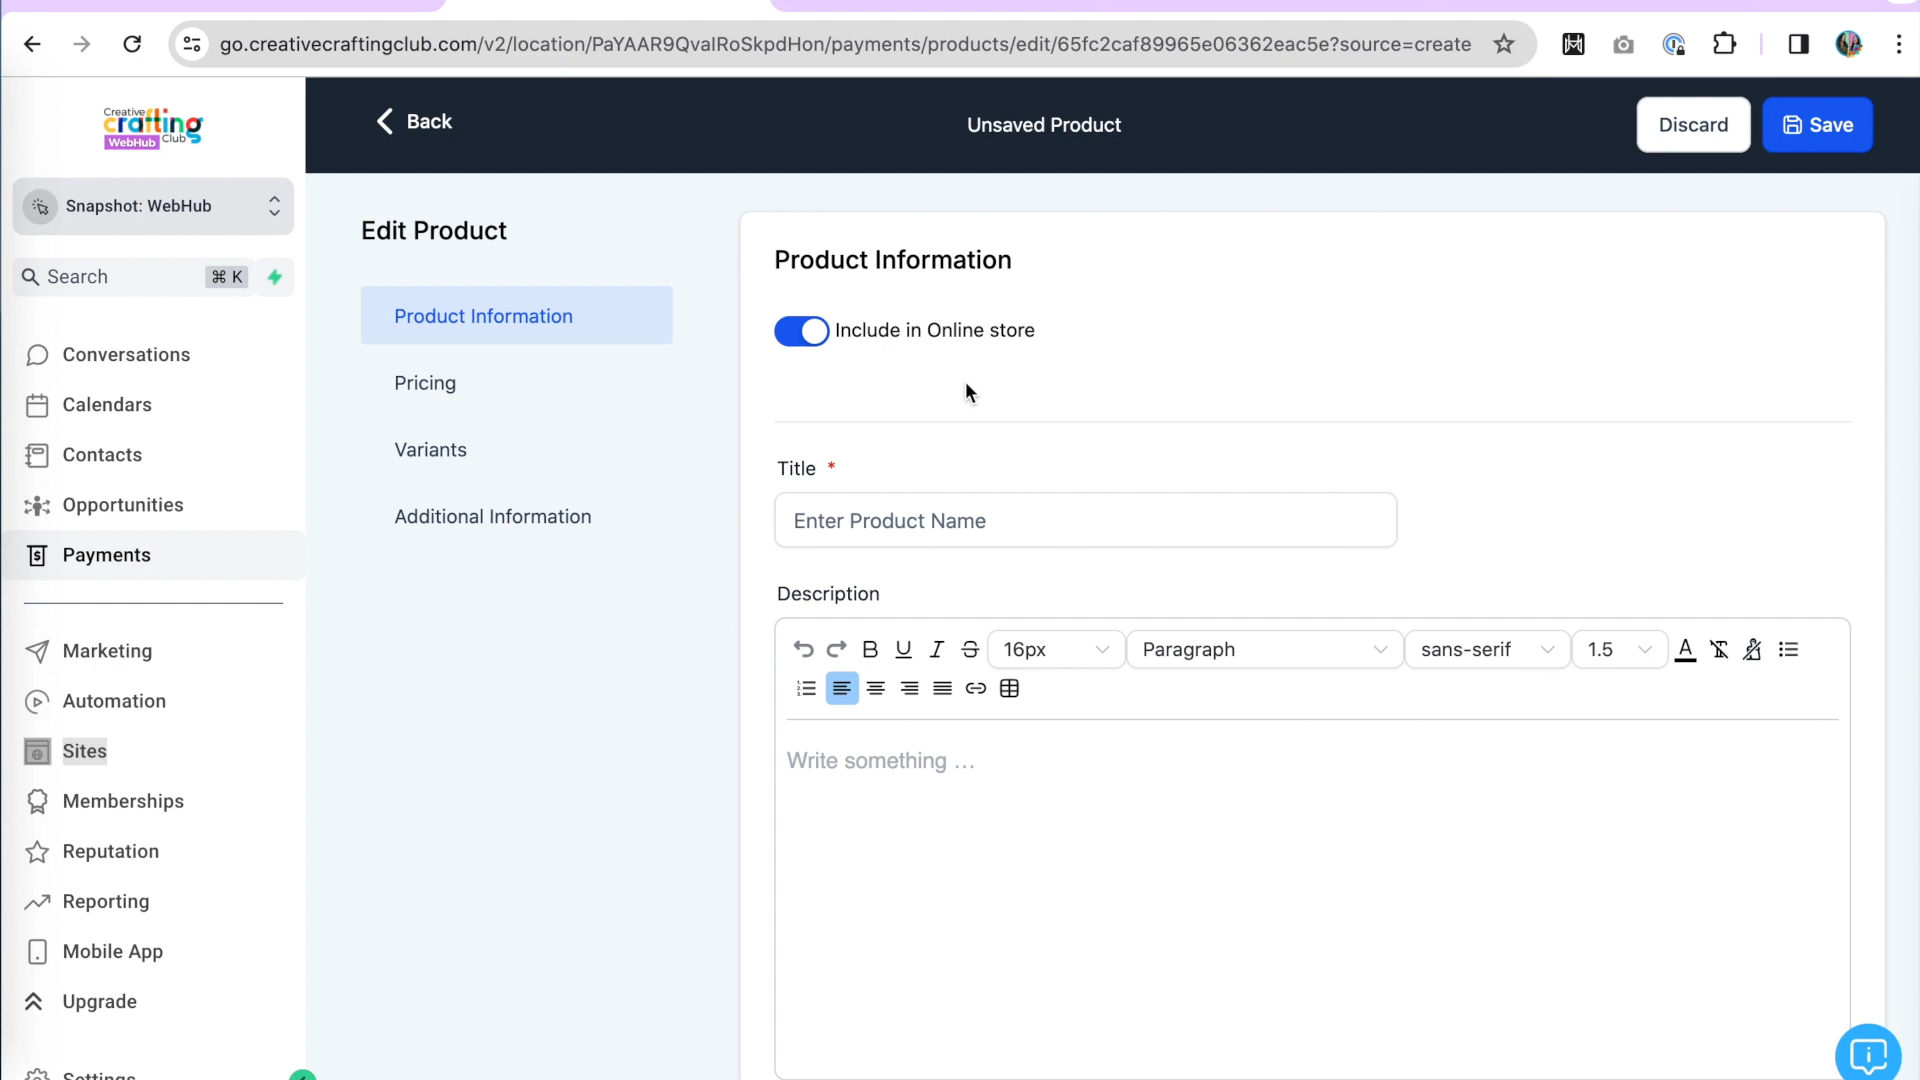 go.creativecraftingclub.com/v2/location/PaYAAR9QvalRoSkpdHon/payments/products/edit/65fc2caf89965e06362eac5e?source=create
Creative
crafting
WebHub Club
Back
Unsaved Product
Discard
Save
Snapshot: WebHub
Search
⌘ K
Conversations
Calendars
Contacts
Opportunities
Payments
Marketing
Automation
Sites
Memberships
Reputation
Reporting
Mobile App
Upgrade
Settings
Edit Product
Product Information
Pricing
Variants
Additional Information
Product Information
Include in Online store
Title *
Enter Product Name
Description
16px
Paragraph
sans-serif
1.5
Write something ...